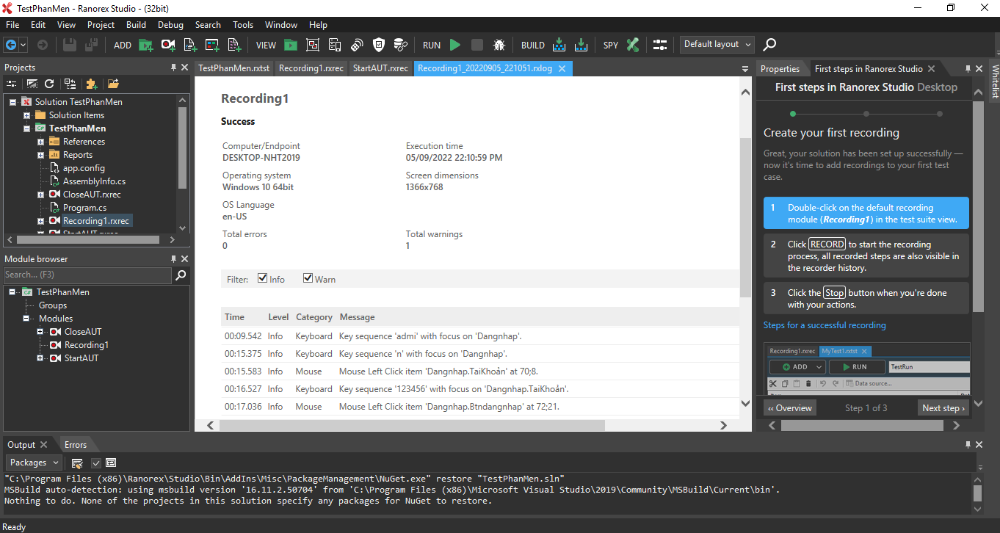 TestPhanMen - Ranorex Studio - (32bit)
File Edit View Project Build Debug Search Tools Window Help
ADD VIEW RUN BUILD SPY Default layout
Projects
Solution TestPhanMen
Solution Items
TestPhanMen
References
Reports
app.config
AssemblyInfo.cs
CloseAUT.rxrec
Program.cs
Recording1.rxrec
StartAUT.rxrec
Module browser
Search... (F3)
TestPhanMen
Groups
Modules
CloseAUT
Recording1
StartAUT
TestPhanMen.rxtst Recording1.rxrec StartAUT.rxrec Recording1_20220905_221051.rxlog
Recording1
Success
Computer/Endpoint Execution time
DESKTOP-NHT2019 05/09/2022 22:10:59 PM
Operating system Screen dimensions
Windows 10 64bit 1366x768
OS Language
en-US
Total errors Total warnings
0 1
Filter: Info Warn
Time Level Category Message
00:09.542 Info Keyboard Key sequence 'admi' with focus on 'Dangnhap'.
00:15.375 Info Keyboard Key sequence 'n' with focus on 'Dangnhap'.
00:15.583 Info Mouse Mouse Left Click item 'Dangnhap.TaiKhoản' at 70;8.
00:16.527 Info Keyboard Key sequence '123456' with focus on 'Dangnhap.TaiKhoản'.
00:17.036 Info Mouse Mouse Left Click item 'Dangnhap.Btndangnhap' at 72;21.
Properties First steps in Ranorex Studio
Whitelist
First steps in Ranorex Studio Desktop
Create your first recording
Great, your solution has been set up successfully —
now it's time to add recordings to your first test
case.
1 Double-click on the default recording
module (Recording1) in the test suite view.
2 Click RECORD to start the recording
process, all recorded steps are also visible in
the recorder history.
3 Click the Stop button when you're done
with your actions.
Steps for a successful recording
Recording1.rxrec MyTest1.rxtst
ADD RUN TestRun
Data source...
‹‹ Overview Step 1 of 3 Next step ›
Output Errors
Packages
"C:\Program Files (x86)\Ranorex\Studio\Bin\AddIns\Misc\PackageManagement\NuGet.exe" restore "TestPhanMen.sln"
MSBuild auto-detection: using msbuild version '16.11.2.50704' from 'C:\Program Files (x86)\Microsoft Visual Studio\2019\Community\MSBuild\Current\bin'.
Nothing to do. None of the projects in this solution specify any packages for NuGet to restore.
Ready